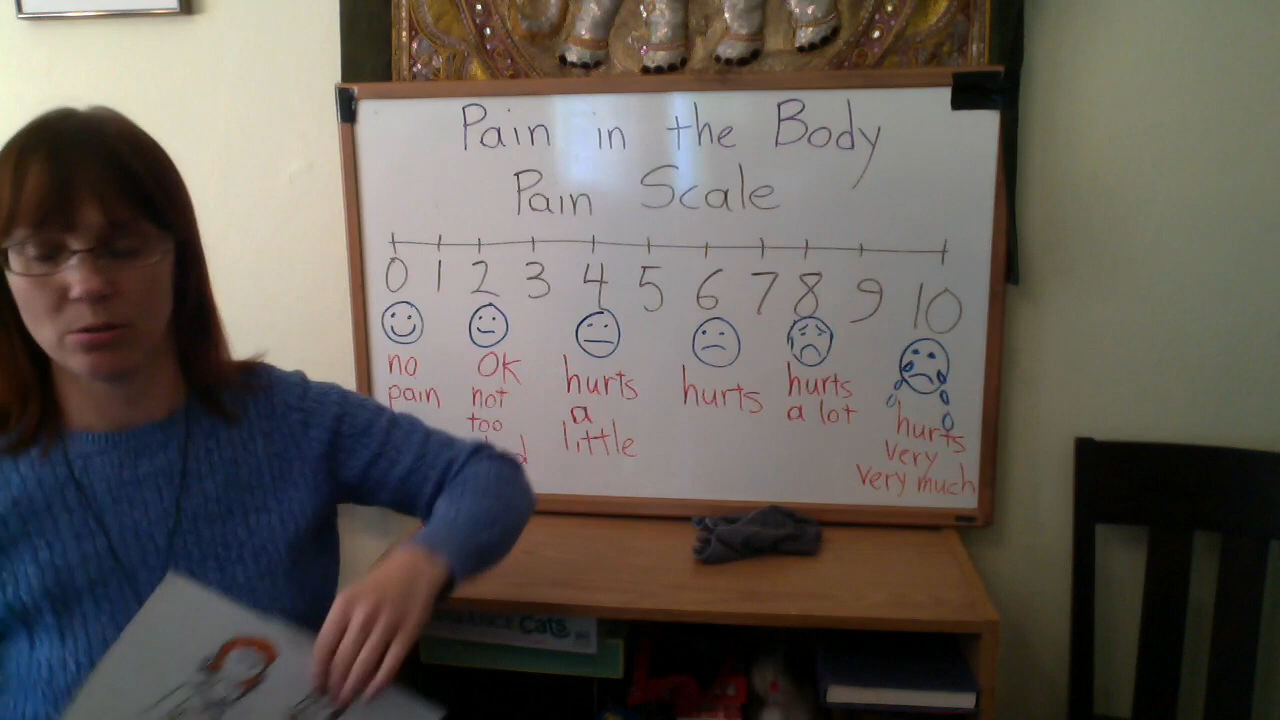 Pain in the Body
Pain Scale
0 1 2 3 4 5 6 7 8 9 10
no pain
OK not too
hurts a little
hurts
hurts a lot
hurts very very much
Cats